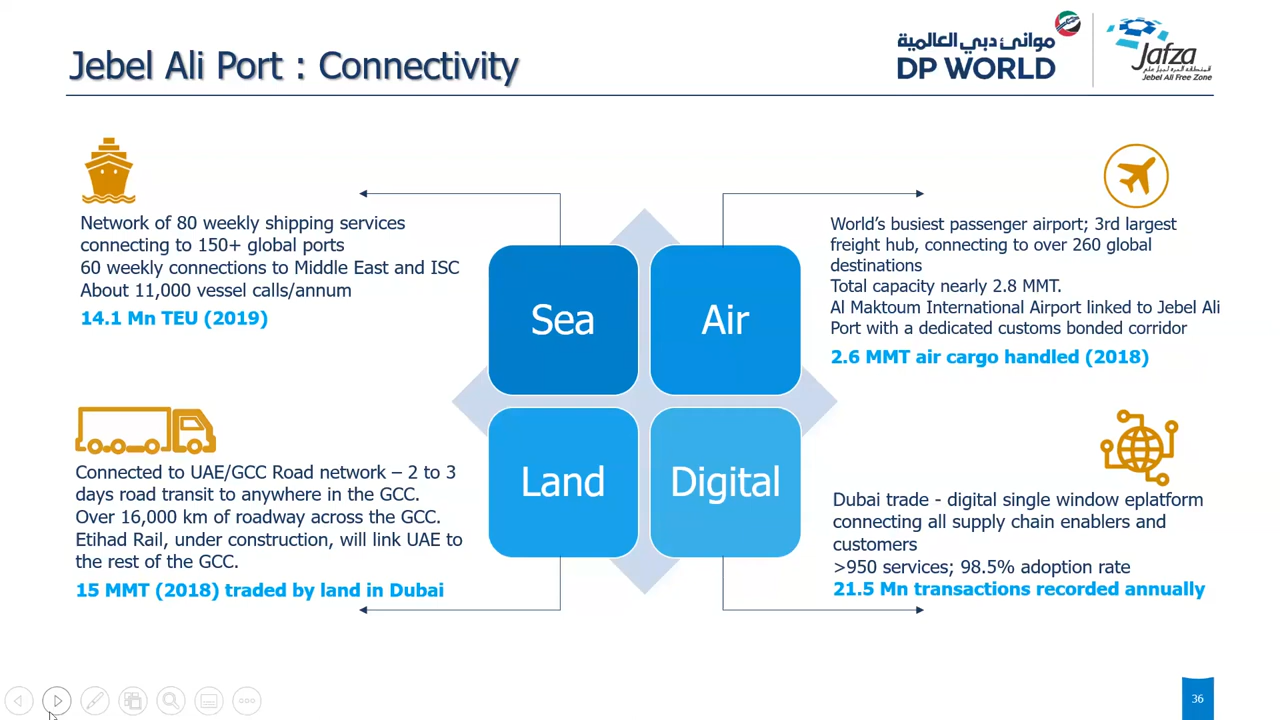 Jebel Ali Port : Connectivity
موانئ دبي العالمية
DP WORLD
Jafza
Jebel Ali Free Zone
Network of 80 weekly shipping services
connecting to 150+ global ports
60 weekly connections to Middle East and ISC
About 11,000 vessel calls/annum
14.1 Mn TEU (2019)
World's busiest passenger airport; 3rd largest
freight hub, connecting to over 260 global
destinations
Total capacity nearly 2.8 MMT.
Al Maktoum International Airport linked to Jebel Ali
Port with a dedicated customs bonded corridor
2.6 MMT air cargo handled (2018)
Sea
Air
Land
Digital
Connected to UAE/GCC Road network – 2 to 3
days road transit to anywhere in the GCC.
Over 16,000 km of roadway across the GCC.
Etihad Rail, under construction, will link UAE to
the rest of the GCC.
15 MMT (2018) traded by land in Dubai
Dubai trade - digital single window eplatform
connecting all supply chain enablers and
customers
>950 services; 98.5% adoption rate
21.5 Mn transactions recorded annually
36